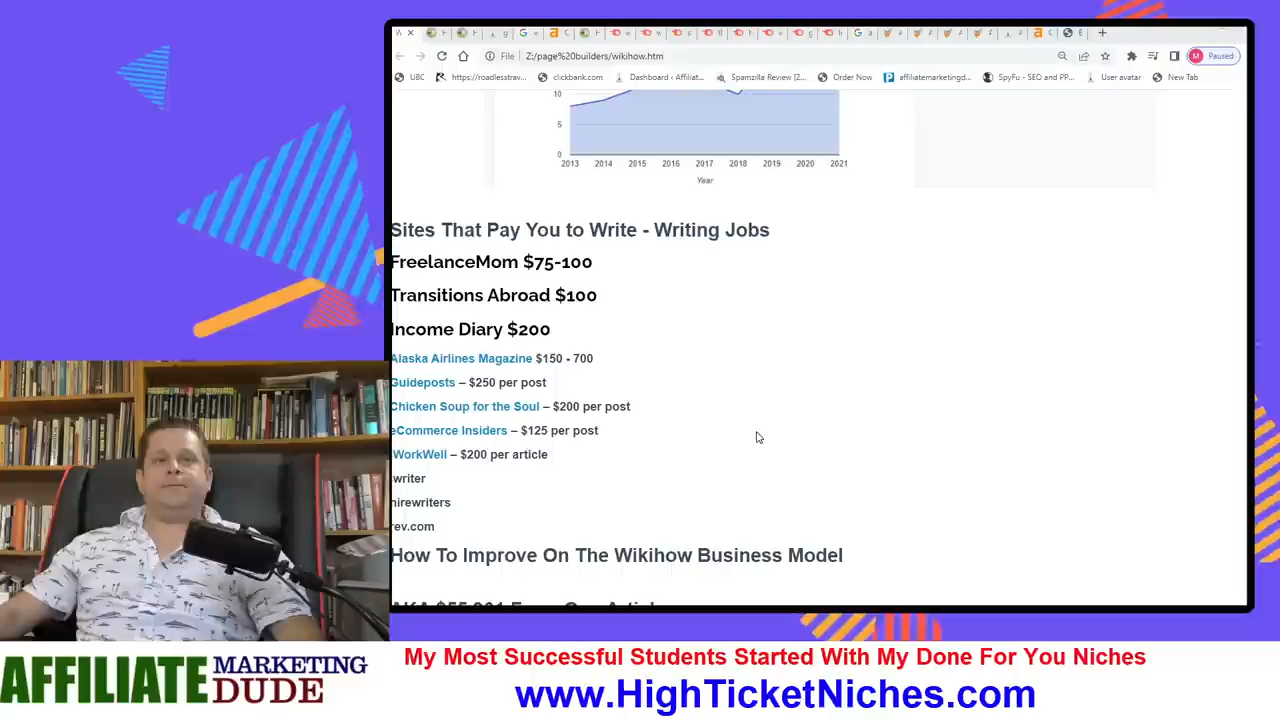 File Z:/page%20builders/wikihow.htm
Paused
UBC https://roadlesstrav... clickbank.com Dashboard ‹ Affiliat... Spamzilla Review [2... Order Now affiliatemarketingd... SpyFu - SEO and PP... User avatar New Tab
10
5
0
2013 2014 2015 2016 2017 2018 2019 2020 2021
Year
Sites That Pay You to Write - Writing Jobs
FreelanceMom $75-100
Transitions Abroad $100
Income Diary $200
Alaska Airlines Magazine $150 - 700
Guideposts – $250 per post
Chicken Soup for the Soul – $200 per post
eCommerce Insiders – $125 per post
WorkWell – $200 per article
writer
hirewriters
rev.com
How To Improve On The Wikihow Business Model
AFFILIATE MARKETING DUDE
My Most Successful Students Started With My Done For You Niches
www.HighTicketNiches.com